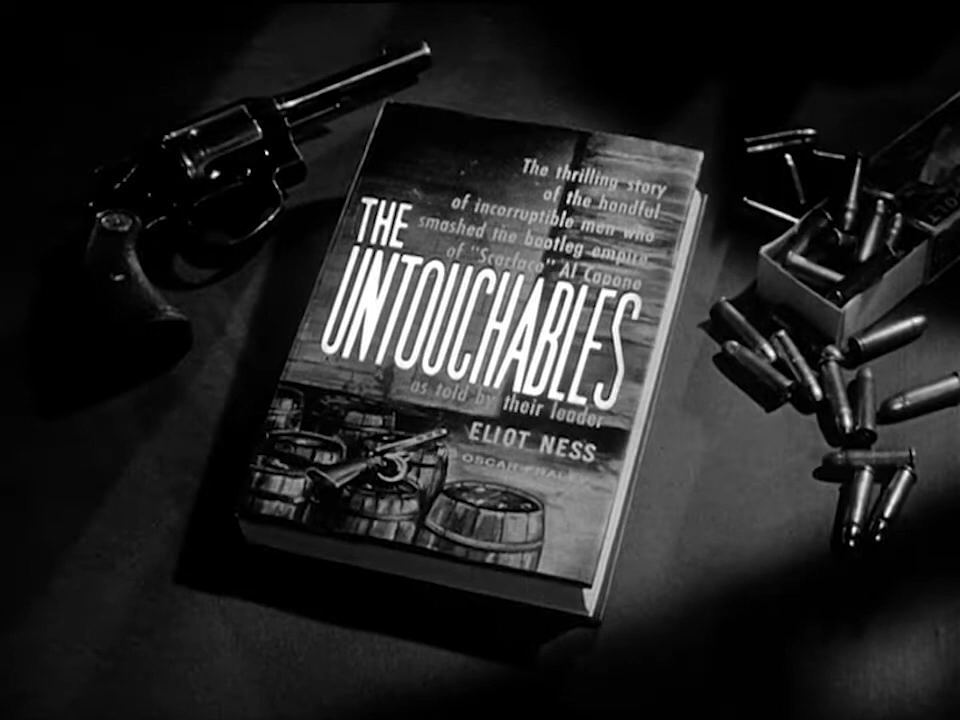 The thrilling story
of the handful
of incorruptible men who
smashed the bootleg empire
of "Scarface" Al Capone
THE
UNTOUCHABLES
as told by their leader
ELIOT NESS
OSCAR FRALEY
COLT